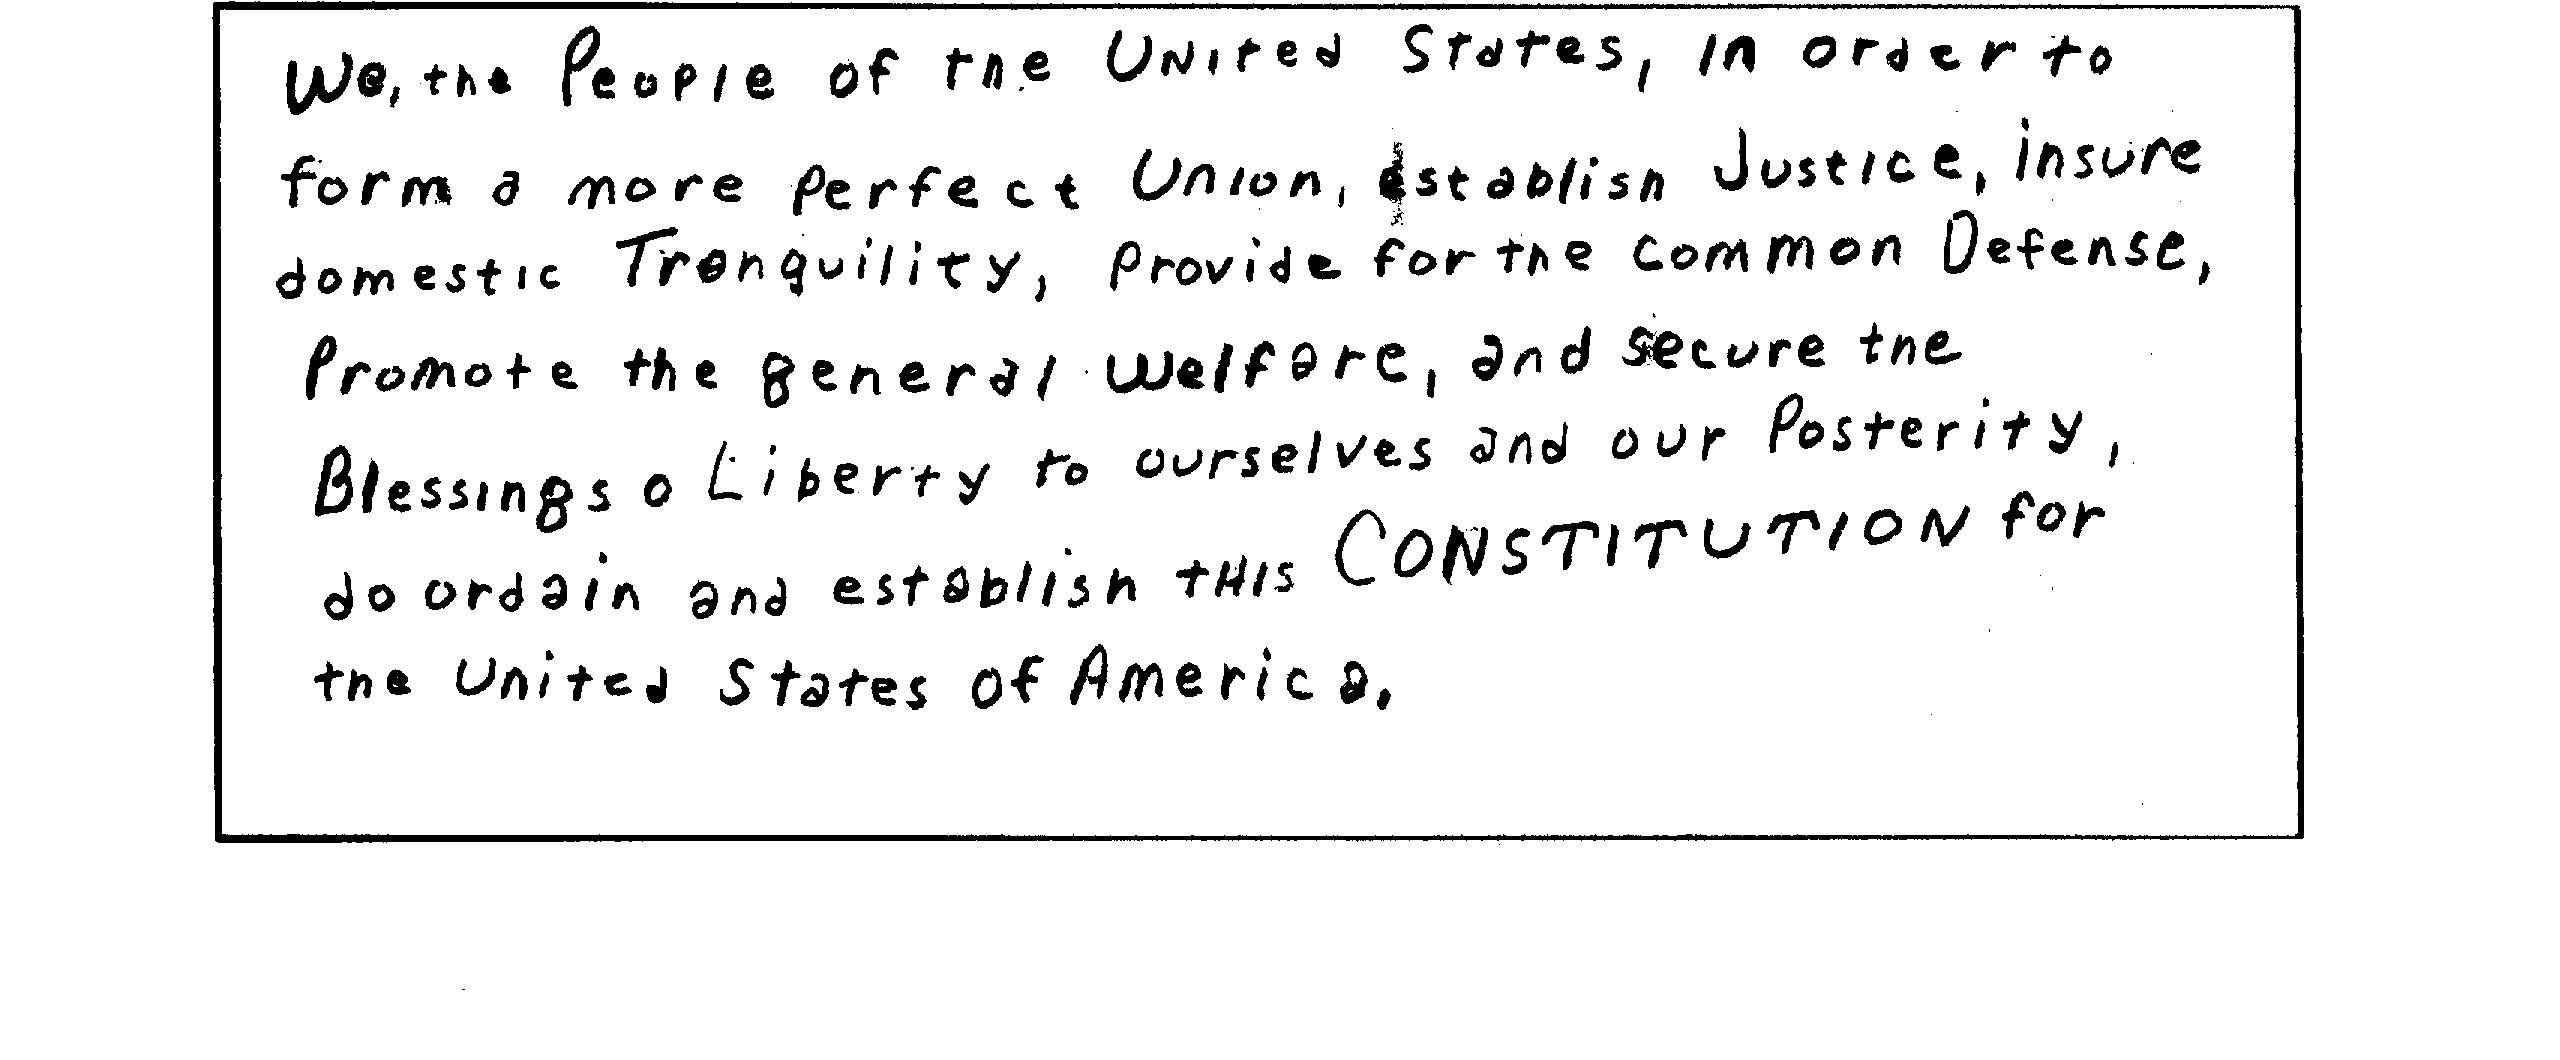 We, the People of the United States, in order to
form a more perfect Union, establish Justice, insure
domestic Tranquility, provide for the common Defense,
Promote the general Welfare, and secure the
Blessings o Liberty to ourselves and our Posterity,
do ordain and establish this CONSTITUTION for
the United States of America.